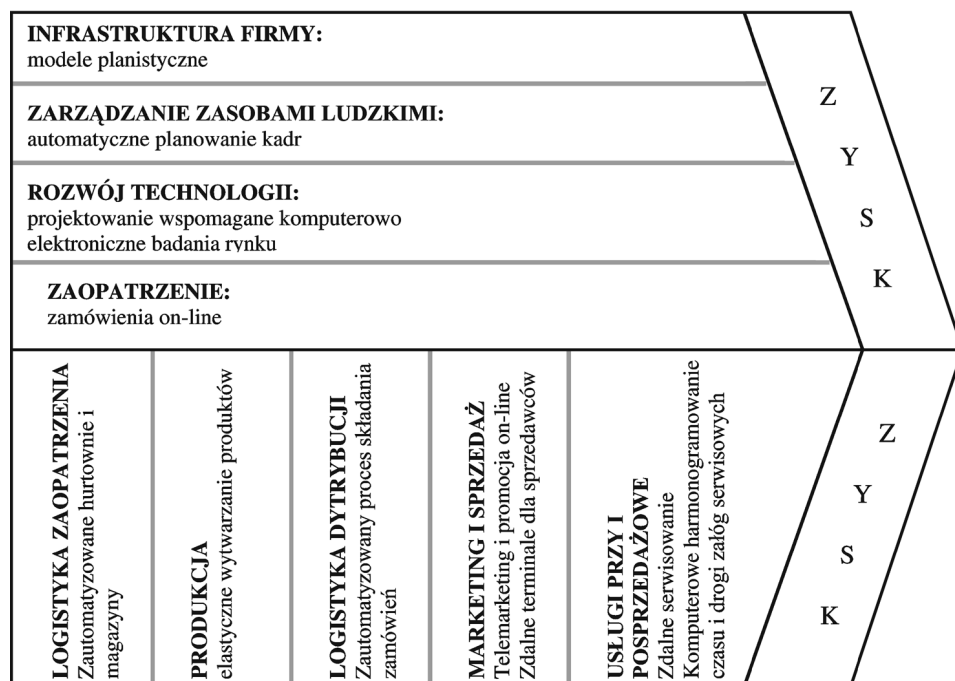 INFRASTRUKTURA FIRMY:
modele planistyczne
ZARZĄDZANIE ZASOBAMI LUDZKIMI:
automatyczne planowanie kadr
ROZWÓJ TECHNOLOGII:
projektowanie wspomagane komputerowo
elektroniczne badania rynku
ZAOPATRZENIE:
zamówienia on-line
Z
Y
S
K
LOGISTYKA ZAOPATRZENIA
Zautomatyzowane hurtownie i
magazyny
PRODUKCJA
elastyczne wytwarzanie produktów
LOGISTYKA DYTRYBUCJI
Zautomatyzowany proces składania
zamówień
MARKETING I SPRZEDAŻ
Telemarketing i promocja on-line
Zdalne terminale dla sprzedawców
USŁUGI PRZY I
POSPRZEDAŻOWE
Zdalne serwisowanie
Komputerowe harmonogramowanie
czasu i drogi załóg serwisowych
Z
Y
S
K